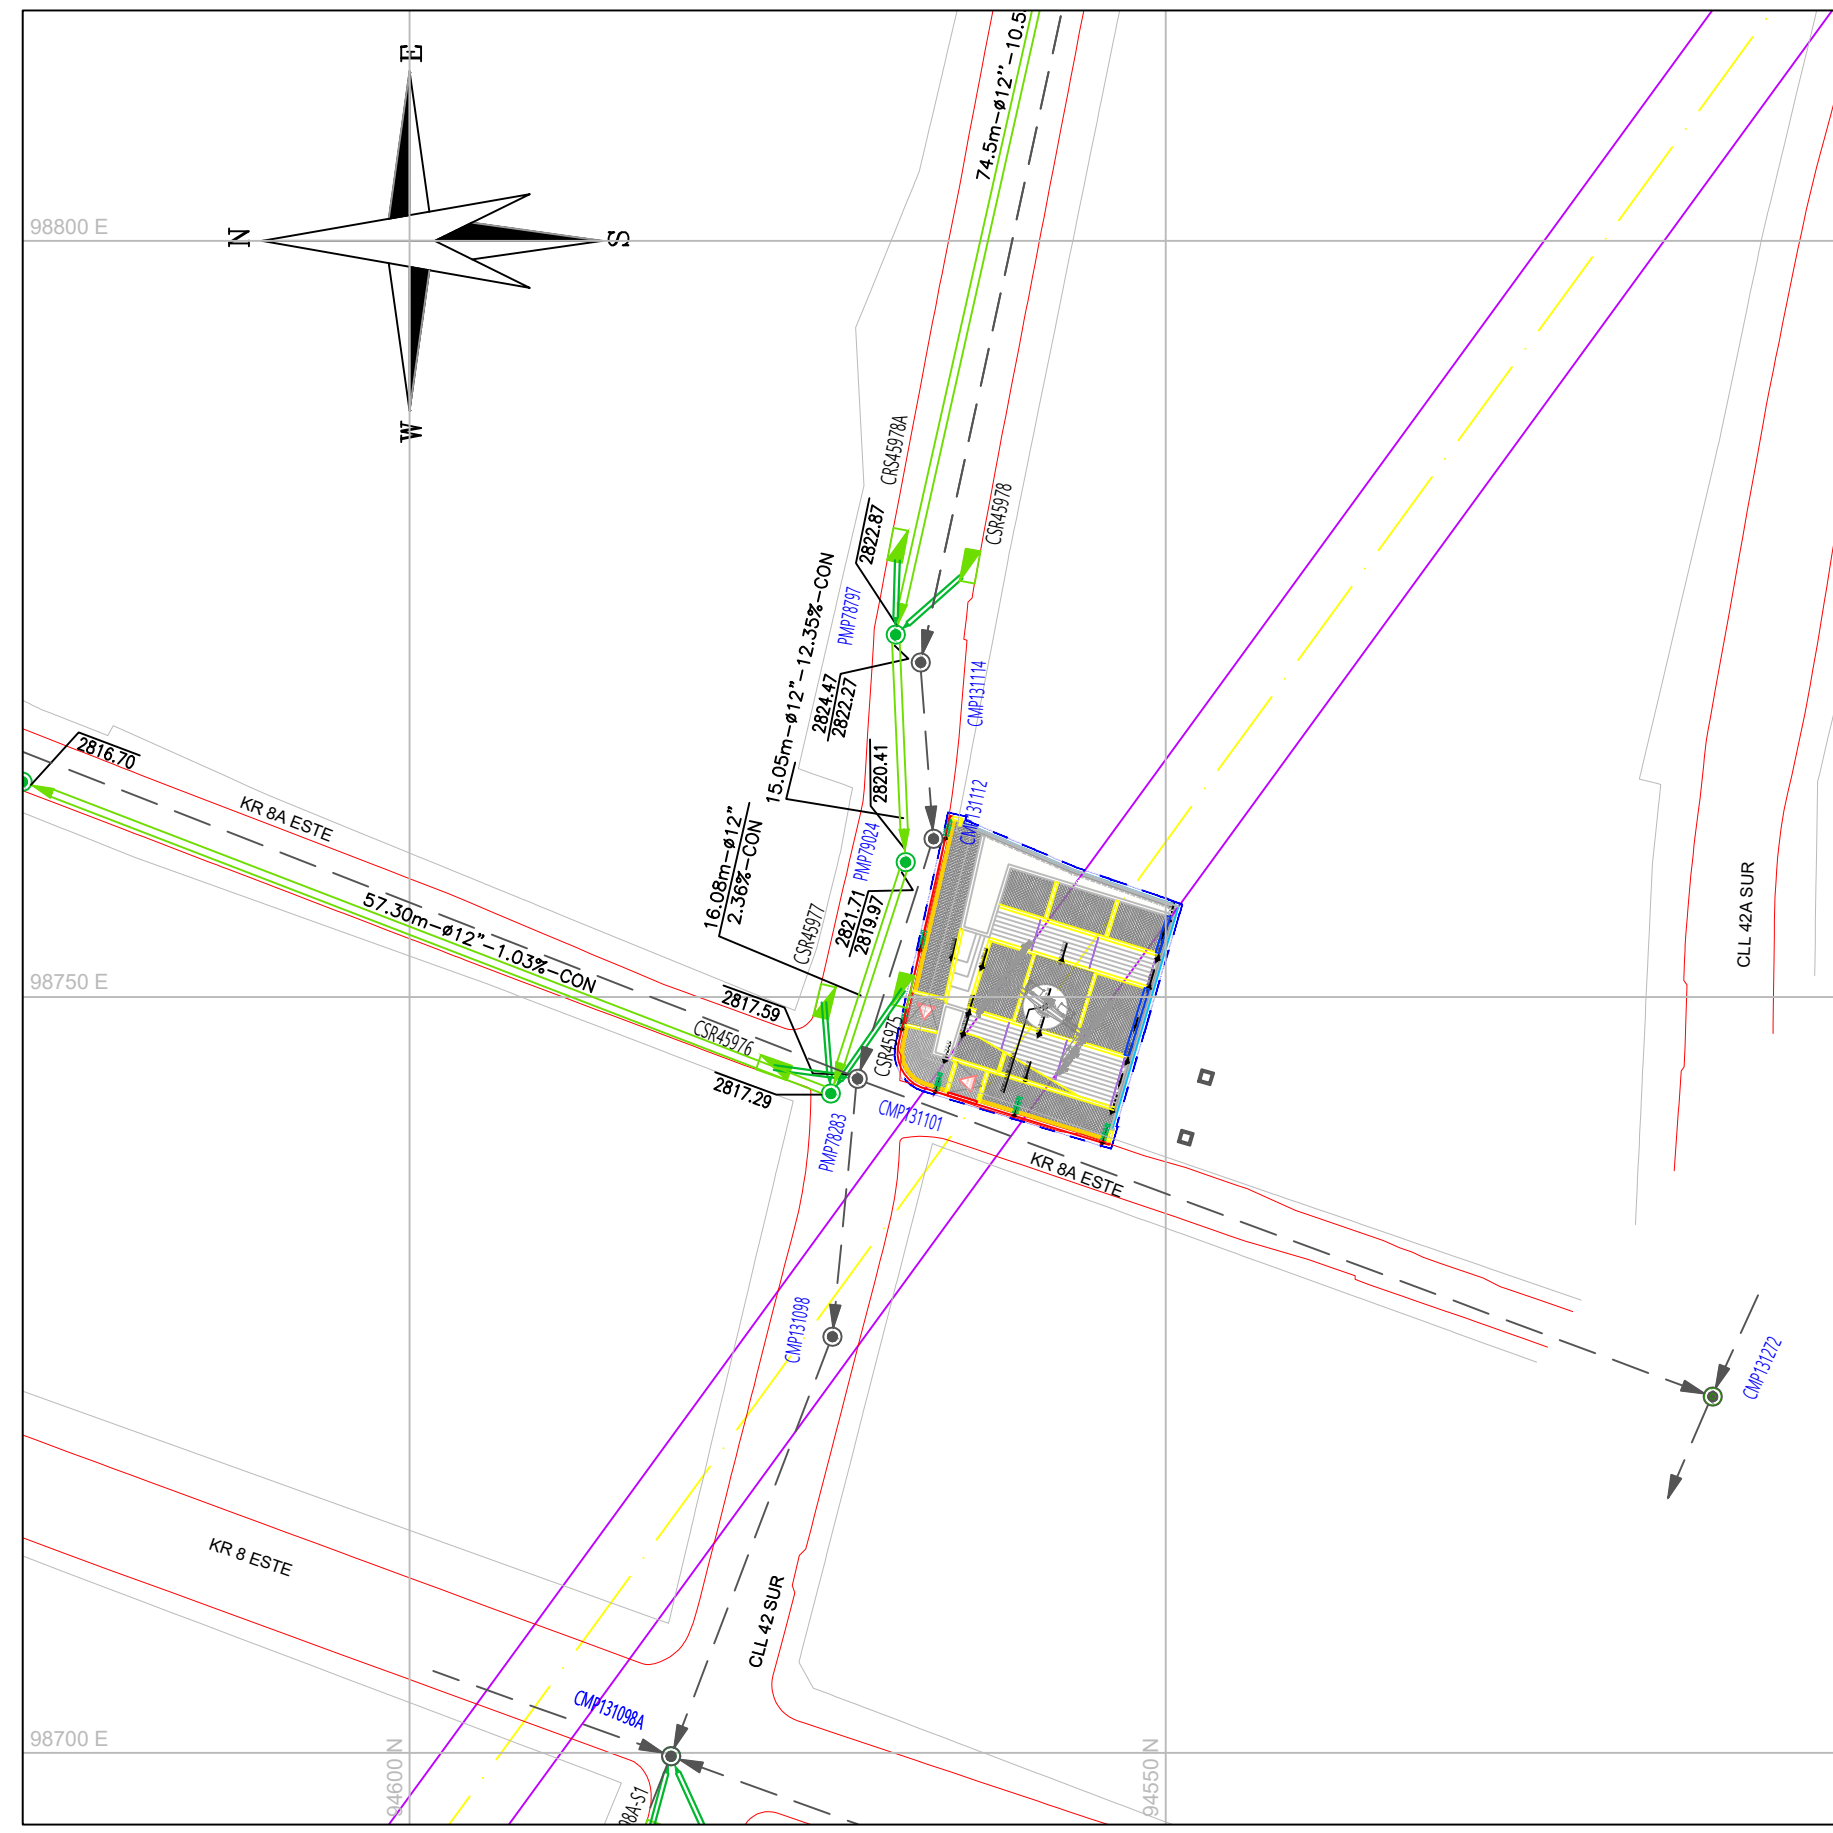 E
N
S
W
98800 E
98750 E
98700 E
94600 N
94550 N
74.5m-ø12"-10.5
CRS45978A
CSR45978
2822.87
PMP78797
15.05m-ø12"-12.35%-CON
2824.47
2822.27
CMP131114
2820.41
CMP131112
PMP79024
16.08m-ø12"
2.36%-CON
2821.71
2819.97
CSR45977
2816.70
KR 8A ESTE
57.30m-ø12"-1.03%-CON
2817.59
CSR45976
CSR45975
2817.29
PMP78283
CMP131101
KR 8A ESTE
CLL 42A SUR
CMP131098
CMP131272
KR 8 ESTE
CLL 42 SUR
CMP131098A
98A-S1